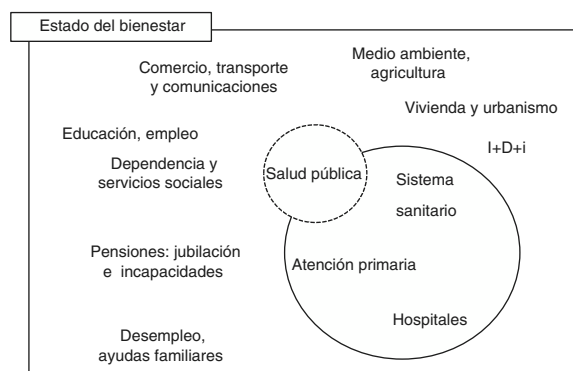 Estado del bienestar
Comercio, transporte
y comunicaciones
Medio ambiente,
agricultura
Vivienda y urbanismo
Educación, empleo
I+D+i
Dependencia y
servicios sociales
Salud pública
Sistema
sanitario
Pensiones: jubilación
e incapacidades
Atención primaria
Hospitales
Desempleo,
ayudas familiares